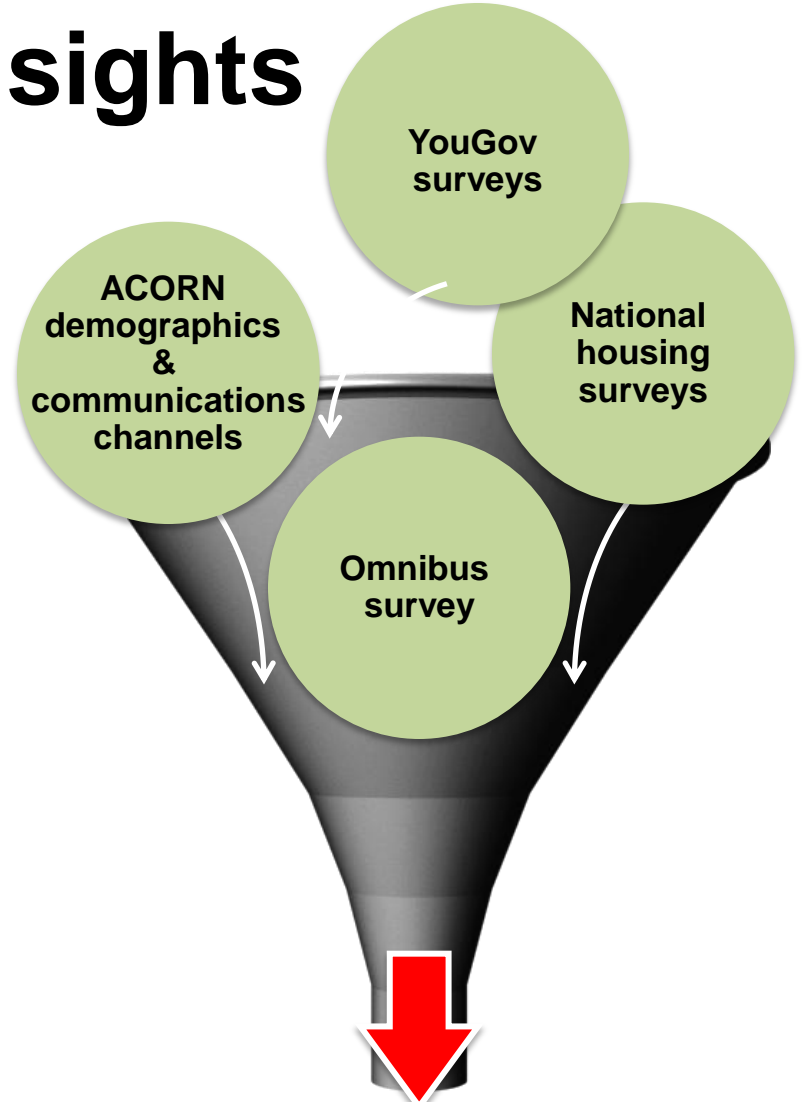 sights
YouGov
surveys
ACORN
demographics
&
communications
channels
National
housing
surveys
Omnibus
survey